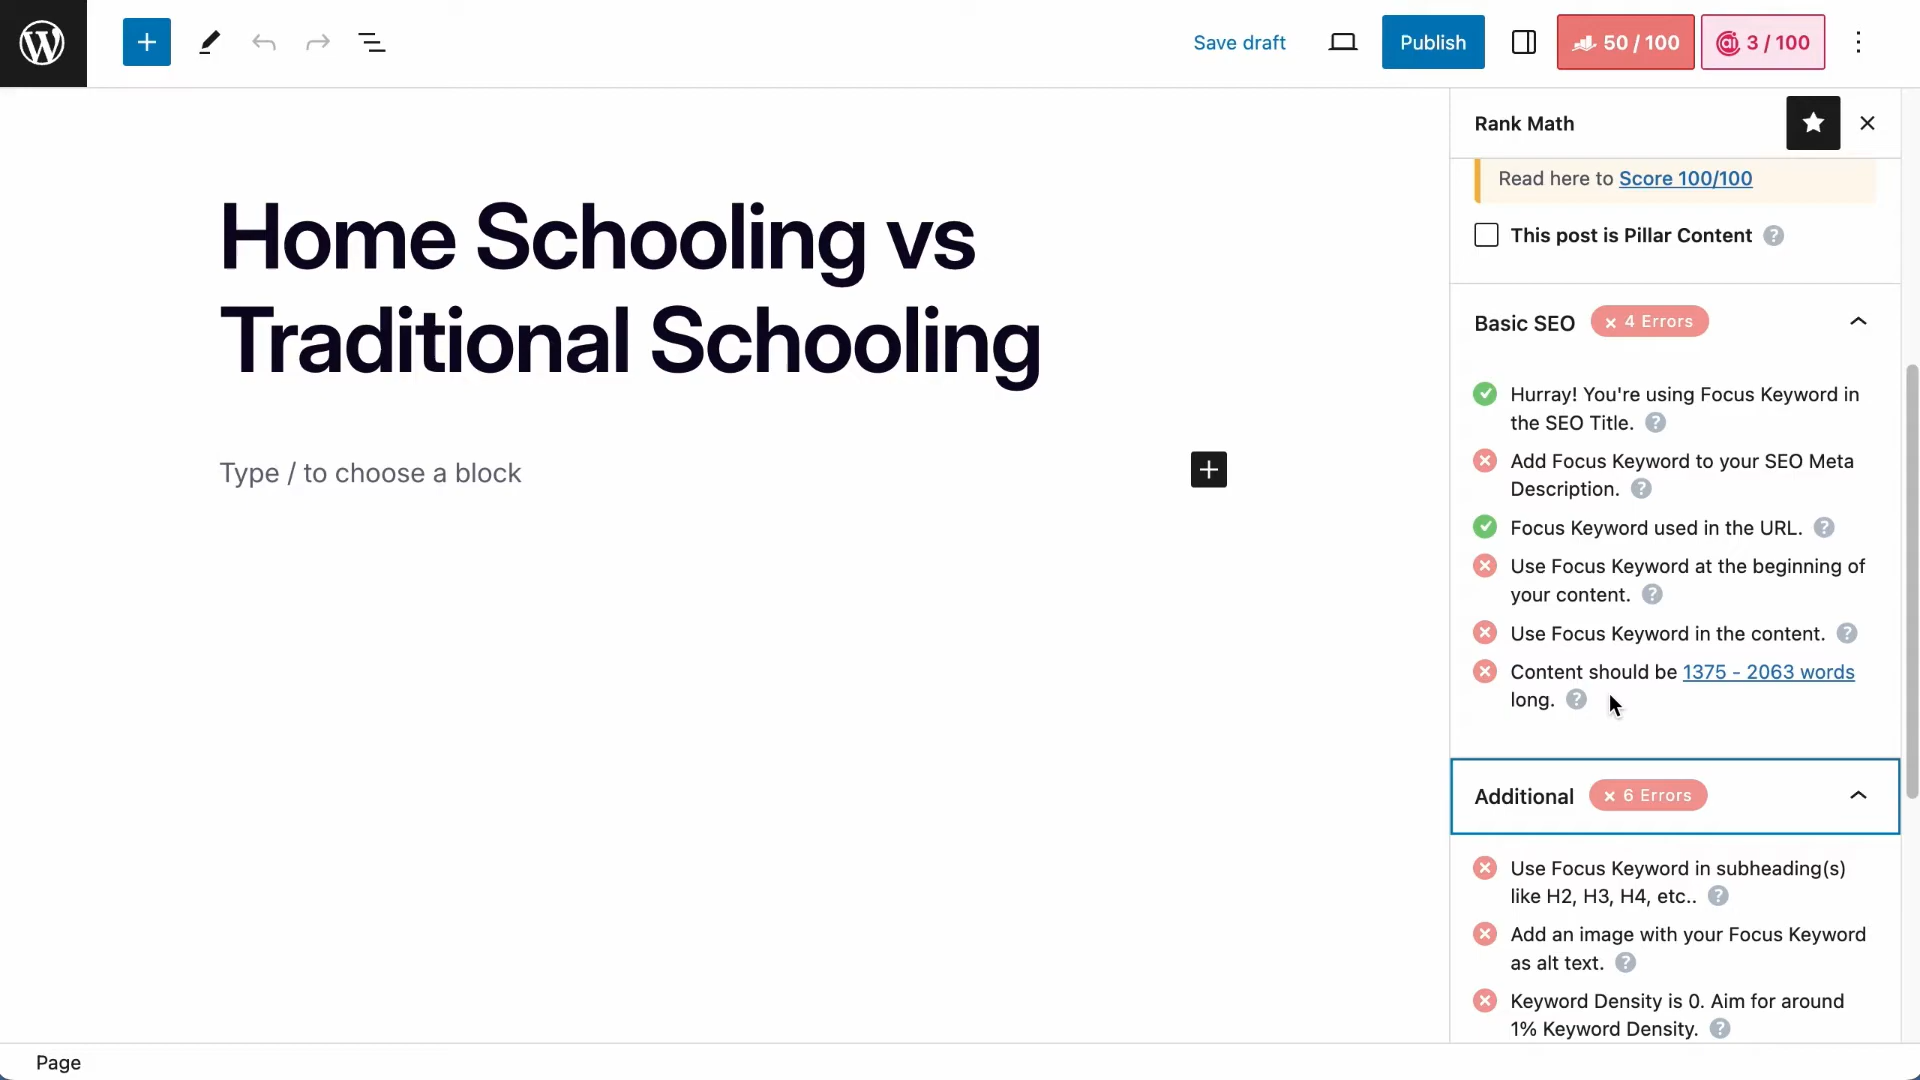 Save draft
Publish
50 / 100
ai 3 / 100
Rank Math
Read here to Score 100/100
This post is Pillar Content ?
Home Schooling vs
Traditional Schooling
Type / to choose a block
Basic SEO × 4 Errors
Hurray! You're using Focus Keyword in
the SEO Title. ?
Add Focus Keyword to your SEO Meta
Description. ?
Focus Keyword used in the URL. ?
Use Focus Keyword at the beginning of
your content. ?
Use Focus Keyword in the content. ?
Content should be 1375 - 2063 words
long. ?
Additional × 6 Errors
Use Focus Keyword in subheading(s)
like H2, H3, H4, etc.. ?
Add an image with your Focus Keyword
as alt text. ?
Keyword Density is 0. Aim for around
1% Keyword Density. ?
Page